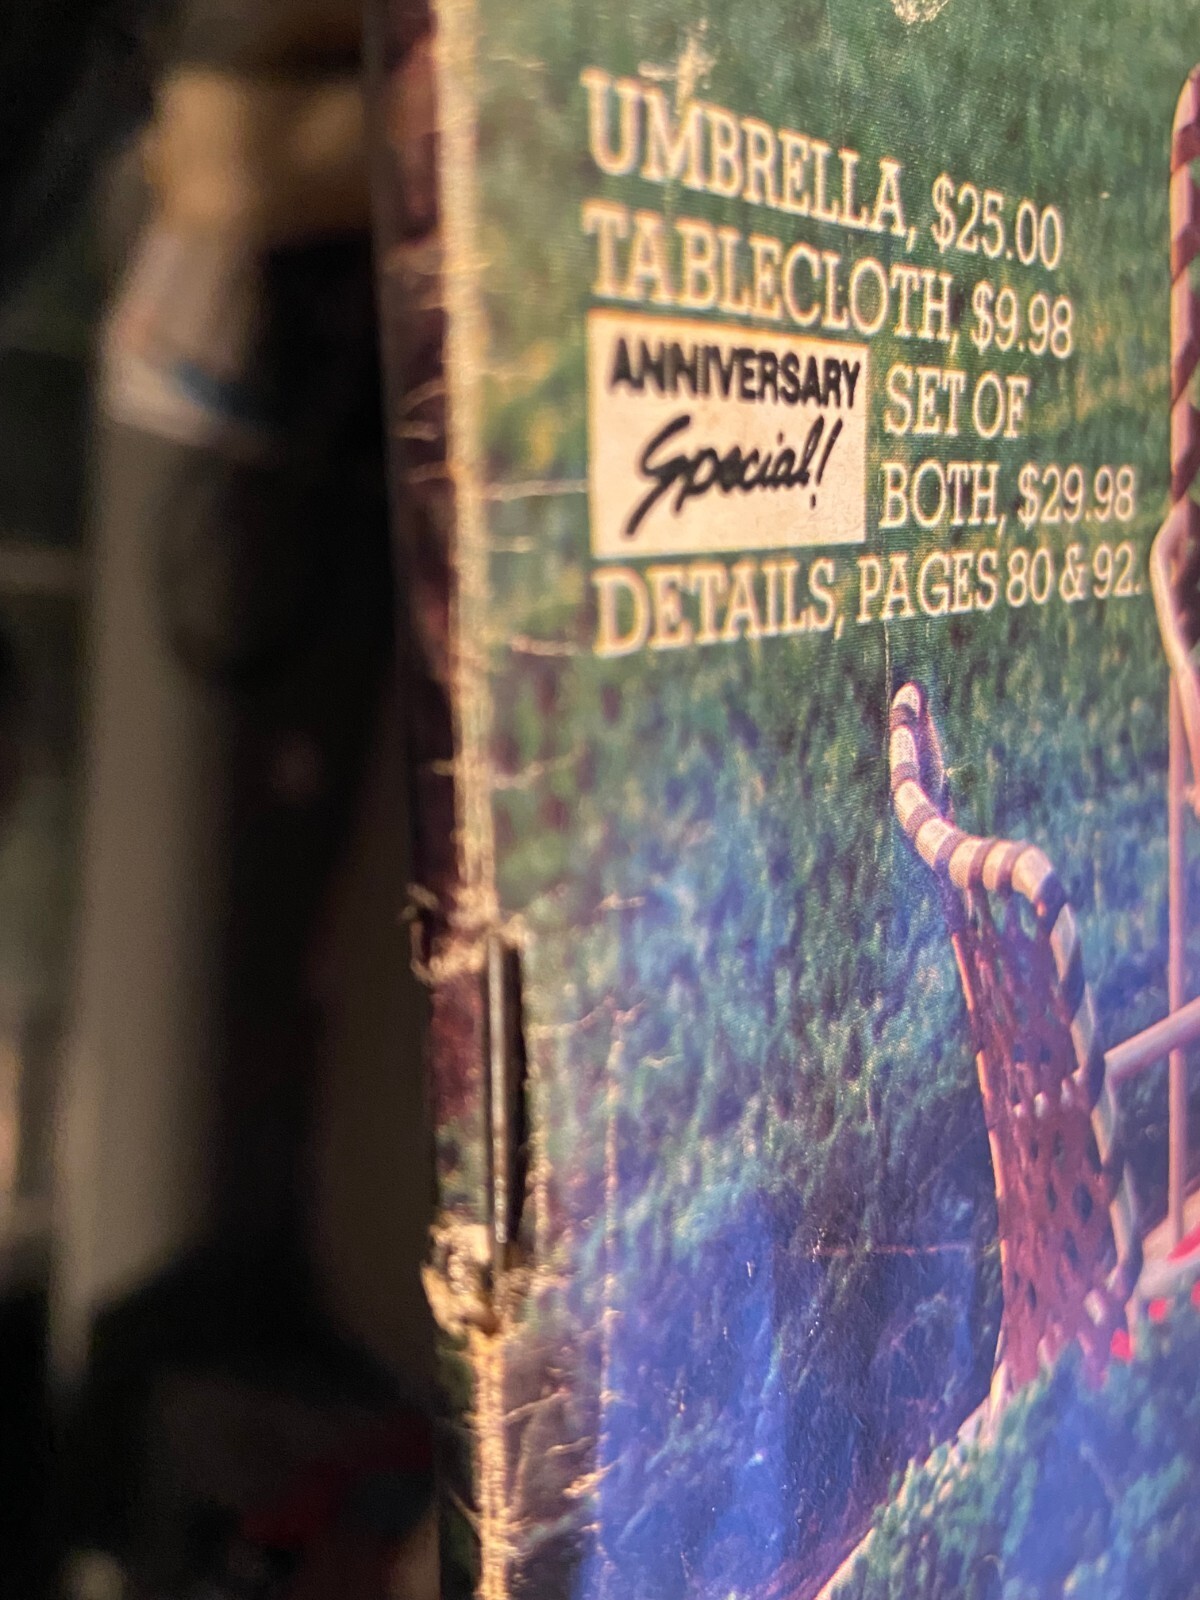 UMBRELLA, $25.00
TABLECLOTH, $9.98
ANNIVERSARY
Special!
SET OF
BOTH, $29.98
DETAILS, PAGES 80 & 92.